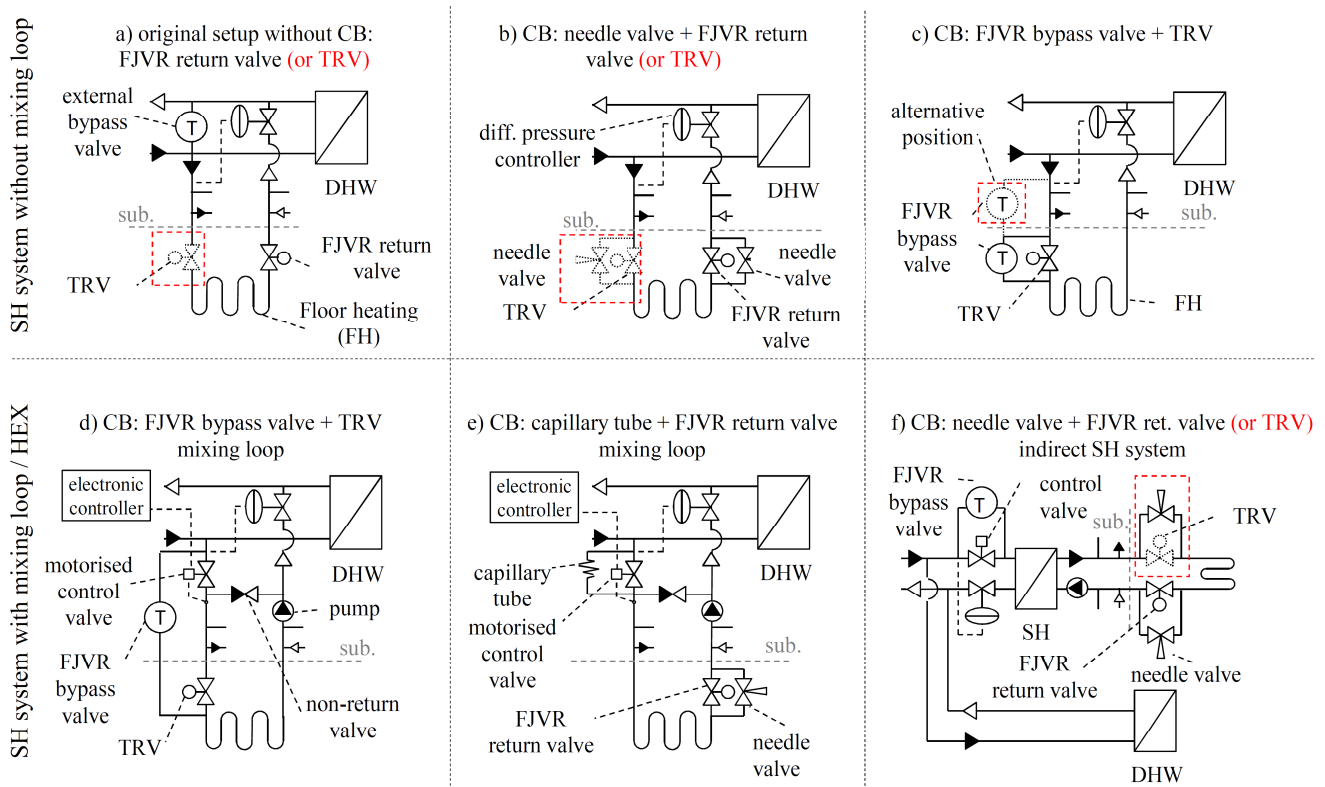 SH system without mixing loop
a) original setup without CB:
FJVR return valve (or TRV)
external
bypass
valve
T
DHW
sub.
TRV
FJVR return
valve
Floor heating
(FH)
b) CB: needle valve + FJVR return
valve (or TRV)
diff. pressure
controller
DHW
sub.
needle
valve
TRV
needle
valve
FJVR return
valve
c) CB: FJVR bypass valve + TRV
alternative
position
T
DHW
sub.
FJVR
bypass
valve
T
TRV
FH
SH system with mixing loop / HEX
d) CB: FJVR bypass valve + TRV
mixing loop
electronic
controller
motorised
control
valve
DHW
pump
T
sub.
FJVR
bypass
valve
TRV
non-return
valve
e) CB: capillary tube + FJVR return valve
mixing loop
electronic
controller
capillary
tube
DHW
motorised
control
valve
sub.
FJVR
return valve
needle
valve
f) CB: needle valve + FJVR ret. valve (or TRV)
indirect SH system
FJVR
bypass
valve
T
control
valve
sub.
TRV
SH
FJVR
return valve
needle valve
DHW